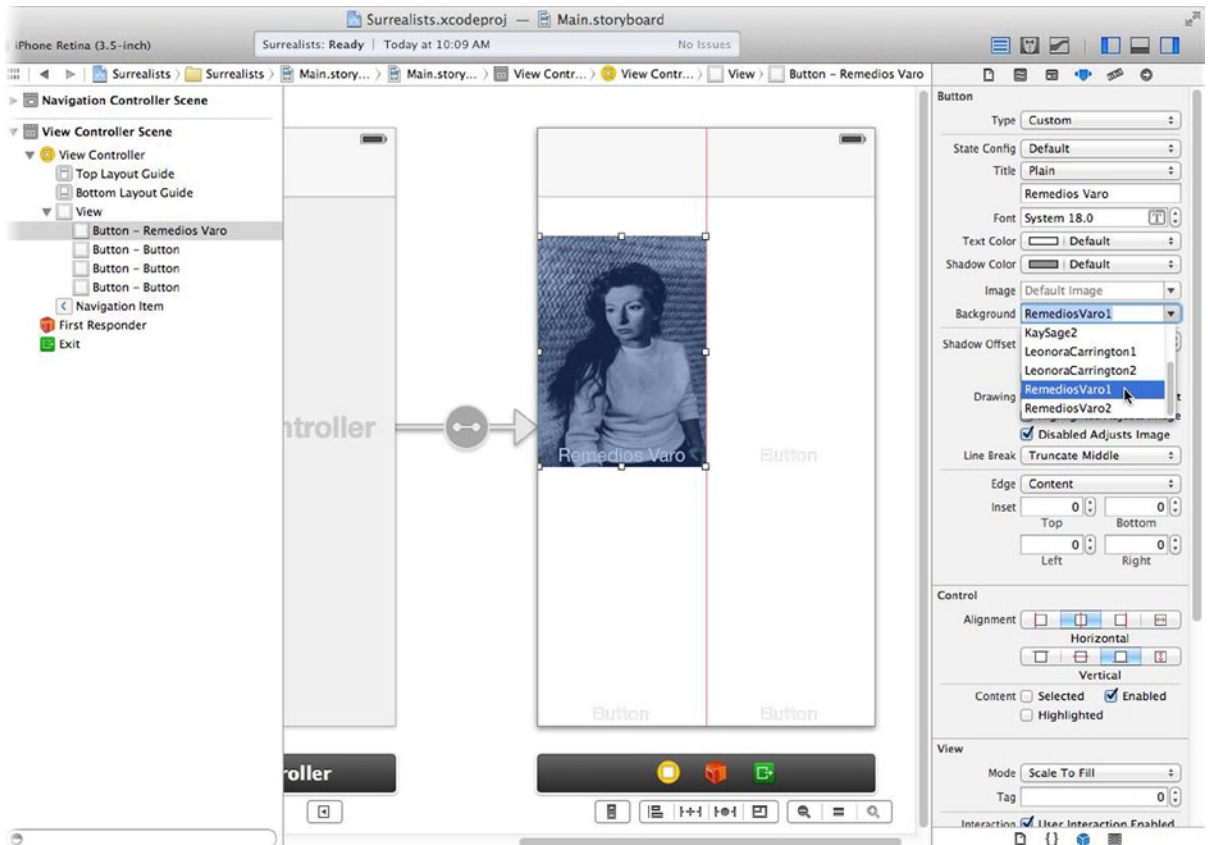 Surrealists.xcodeproj — Main.storyboard
iPhone Retina (3.5-inch)
Surrealists: Ready | Today at 10:09 AM
No Issues
Surrealists
Surrealists
Main.story...
Main.story...
View Contr...
View Contr...
View
Button – Remedios Varo
Navigation Controller Scene
View Controller Scene
View Controller
Top Layout Guide
Bottom Layout Guide
View
Button – Remedios Varo
Button – Button
Button – Button
Button – Button
Navigation Item
First Responder
Exit
ntroller
Remedios Varo
Button
Button
Button
roller
Button
Type Custom
State Config Default
Title Plain
Remedios Varo
Font System 18.0
Text Color Default
Shadow Color Default
Image Default Image
Background RemediosVaro1
KaySage2
Shadow Offset
LeonoraCarrington1
LeonoraCarrington2
RemediosVaro1
Drawing
RemediosVaro2
Disabled Adjusts Image
Line Break Truncate Middle
Edge Content
Inset 0 0
Top Bottom
0 0
Left Right
Control
Alignment
Horizontal
Vertical
Content Selected Enabled
Highlighted
View
Mode Scale To Fill
Tag 0
Interaction User Interaction Enabled